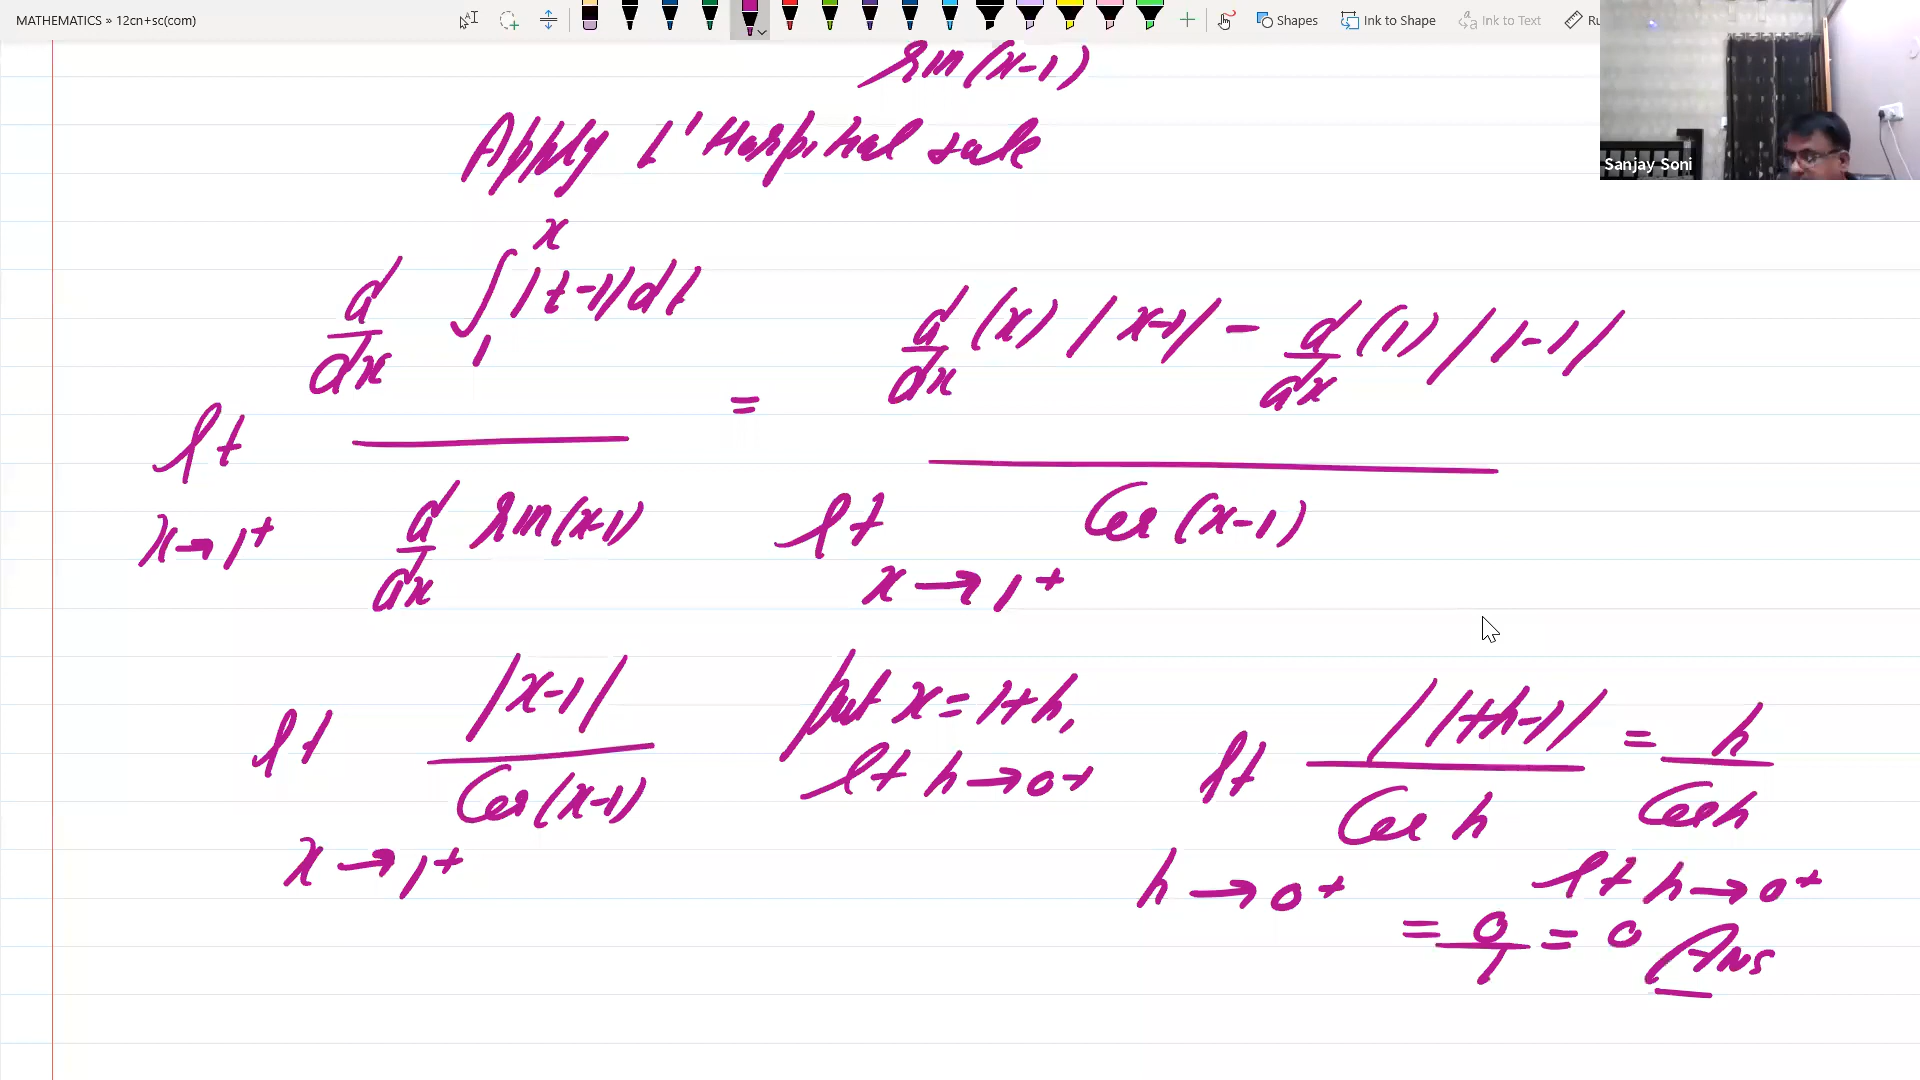 MATHEMATICS » 12cn+sc(com)
Shapes Ink to Shape Ink to Text Ru
Sanjay Soni
sin(x-1)
Apply L'Hospital rule
lt x→1+ d/dx ∫₁ˣ |t-1|dt / d/dx sin(x-1) = lt x→1+ d/dx (x) |x-1| - d/dx (1) |1-1| / Cos(x-1)
lt x→1+ |x-1| / Cos(x-1) put x=1+h, lt h→0+ lt h→0+ |1+h-1| / Cos h = h / Cos h lt h→0+
= 0/1 = 0 Ans